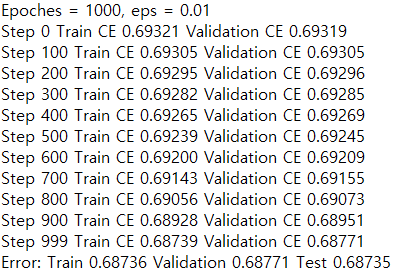 Epoches = 1000, eps = 0.01
Step 0 Train CE 0.69321 Validation CE 0.69319
Step 100 Train CE 0.69305 Validation CE 0.69305
Step 200 Train CE 0.69295 Validation CE 0.69296
Step 300 Train CE 0.69282 Validation CE 0.69285
Step 400 Train CE 0.69265 Validation CE 0.69269
Step 500 Train CE 0.69239 Validation CE 0.69245
Step 600 Train CE 0.69200 Validation CE 0.69209
Step 700 Train CE 0.69143 Validation CE 0.69155
Step 800 Train CE 0.69056 Validation CE 0.69073
Step 900 Train CE 0.68928 Validation CE 0.68951
Step 999 Train CE 0.68739 Validation CE 0.68771
Error: Train 0.68736 Validation 0.68771 Test 0.68735